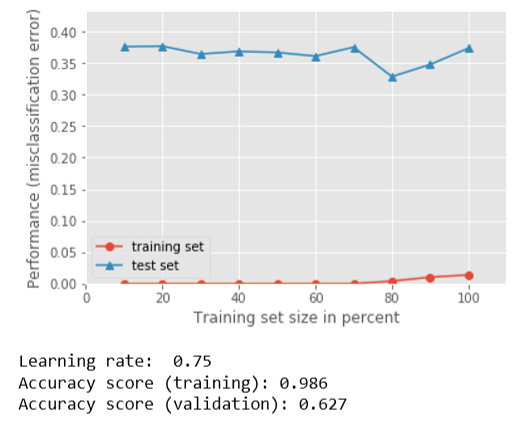 Performance (misclassification error)
0.40
0.35
0.30
0.25
0.20
0.15
0.10
0.05
0.00
training set
test set
0 20 40 60 80 100
Training set size in percent
Learning rate: 0.75
Accuracy score (training): 0.986
Accuracy score (validation): 0.627